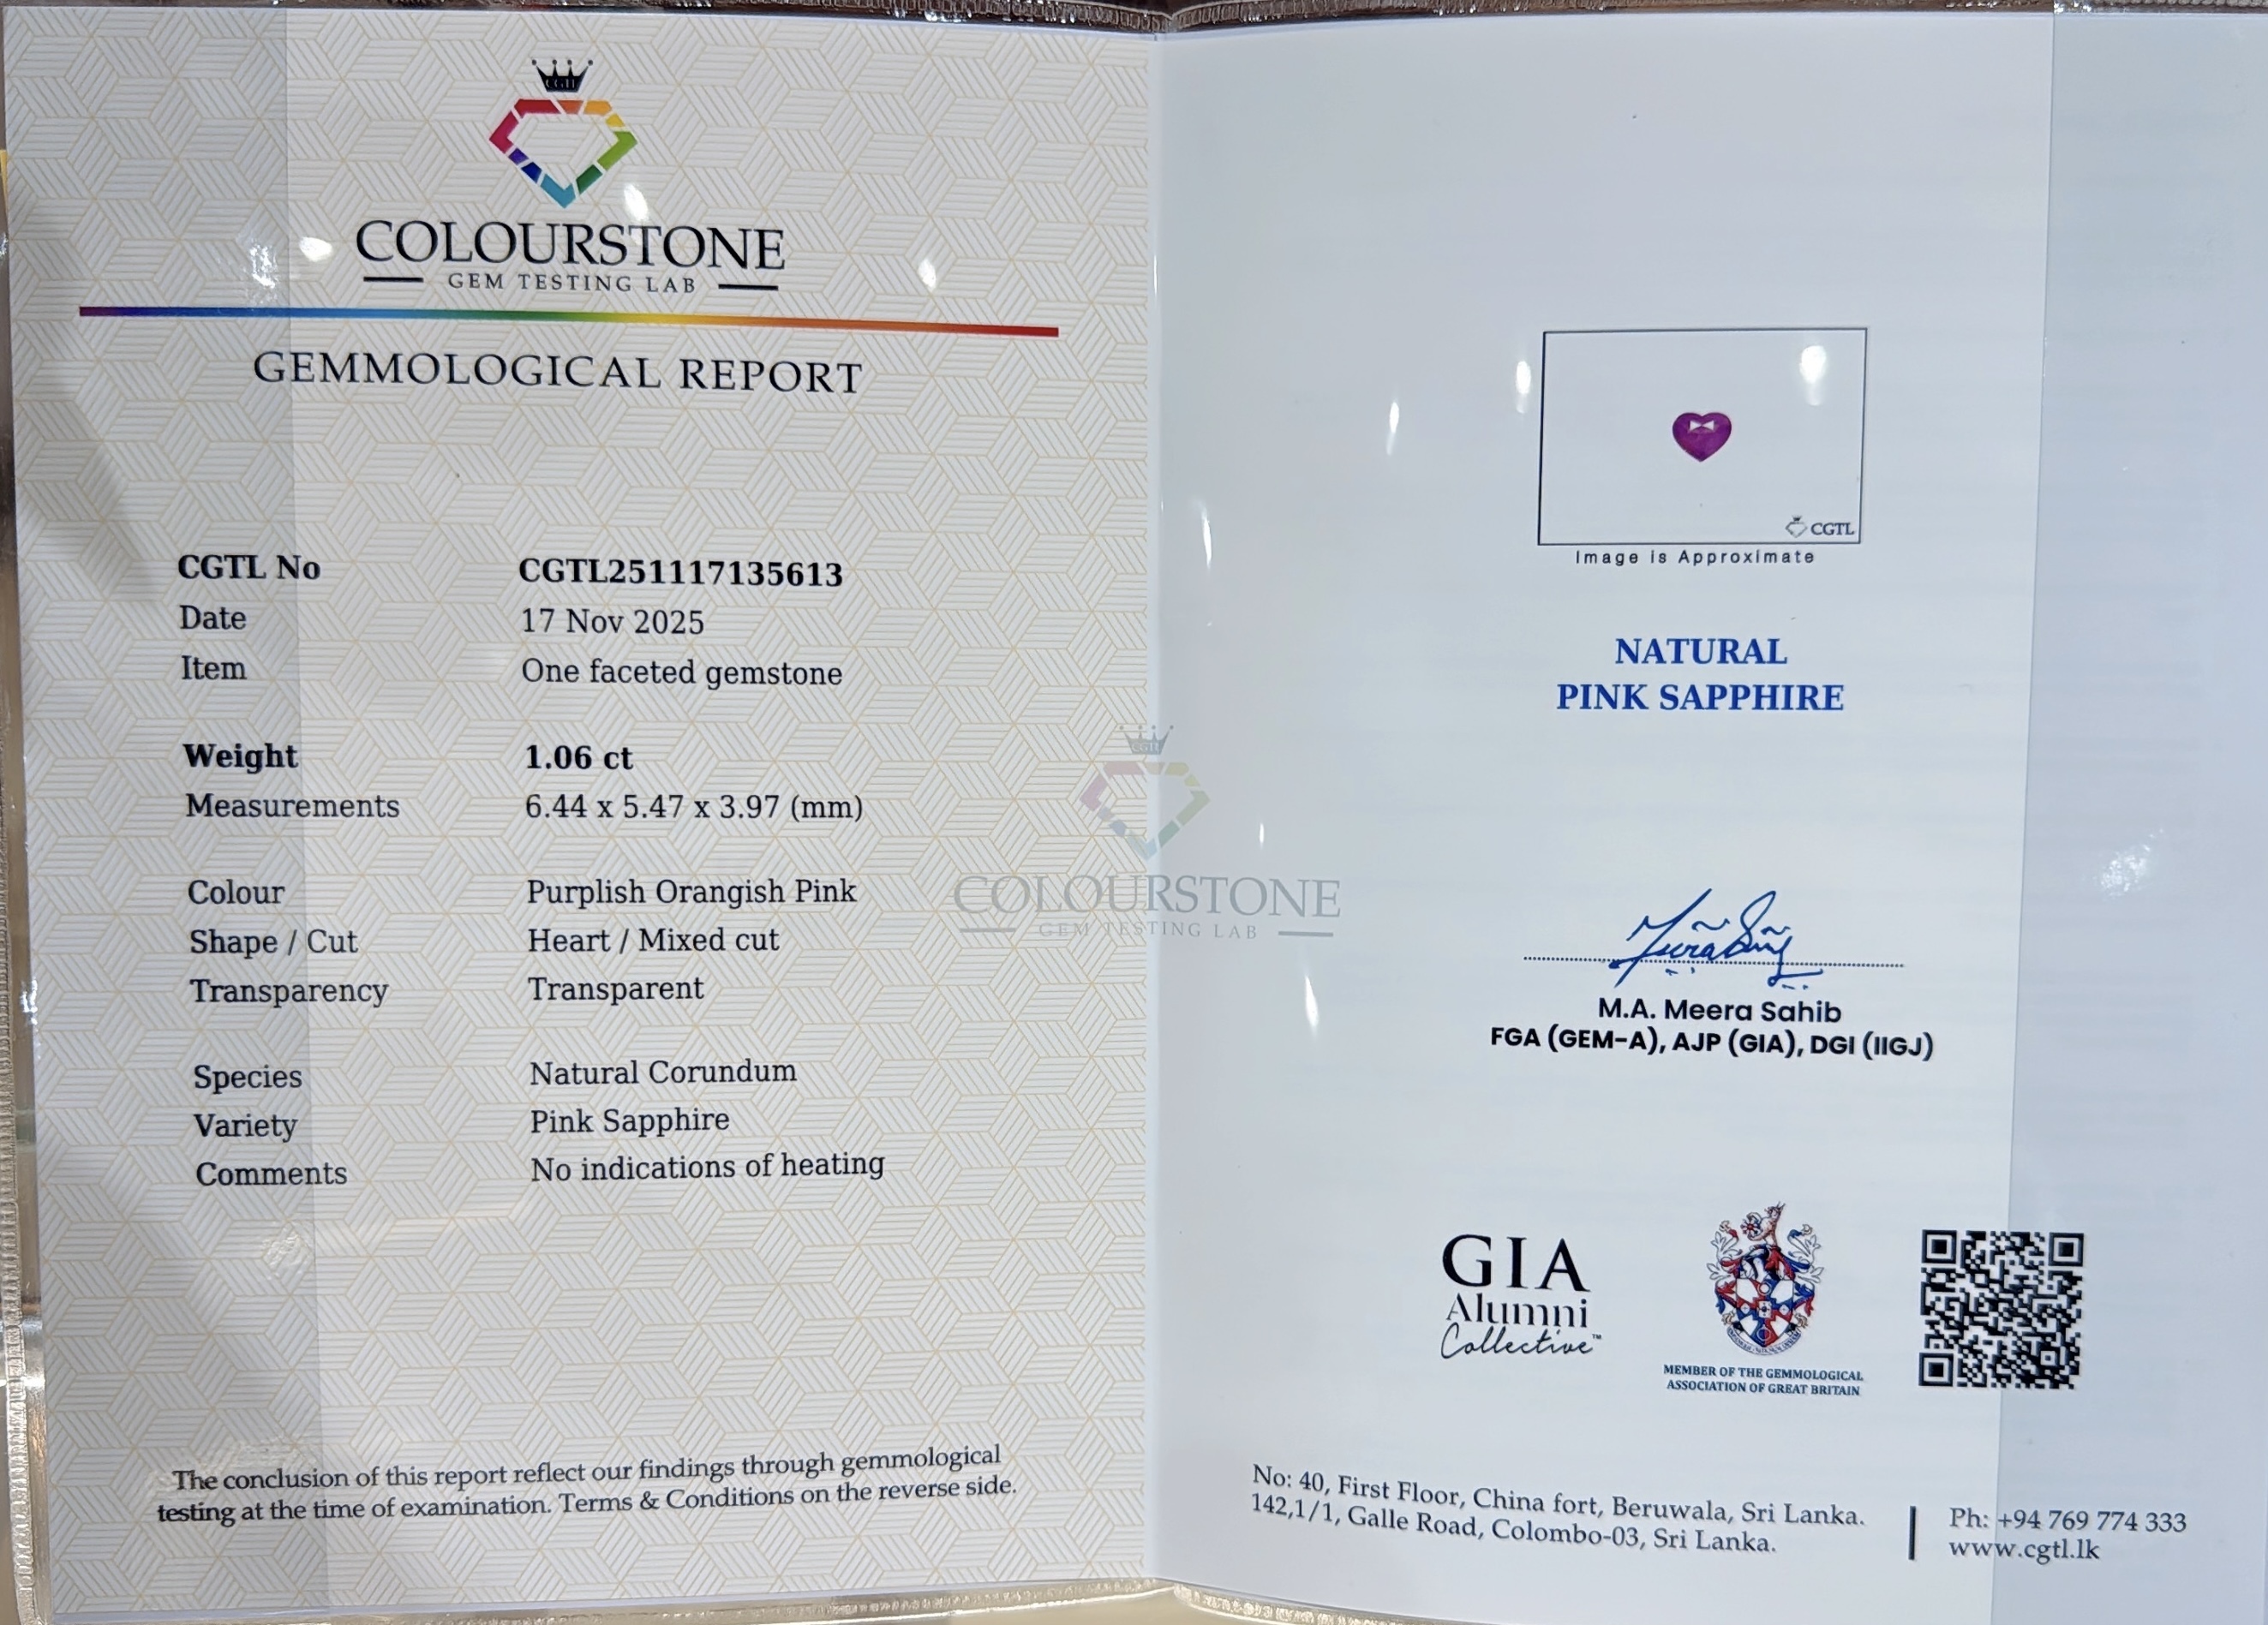 CGTL
COLOURSTONE
GEM TESTING LAB
GEMMOLOGICAL REPORT
CGTL No CGTL251117135613
Date 17 Nov 2025
Item One faceted gemstone
Weight 1.06 ct
Measurements 6.44 x 5.47 x 3.97 (mm)
Colour Purplish Orangish Pink
Shape / Cut Heart / Mixed cut
Transparency Transparent
Species Natural Corundum
Variety Pink Sapphire
Comments No indications of heating
The conclusion of this report reflect our findings through gemmological
testing at the time of examination. Terms & Conditions on the reverse side.
CGTL
COLOURSTONE
GEM TESTING LAB
CGTL
Image is Approximate
NATURAL
PINK SAPPHIRE
M.A. Meera Sahib
FGA (GEM-A), AJP (GIA), DGI (IIGJ)
GIA
Alumni
Collective™
MEMBER OF THE GEMMOLOGICAL
ASSOCIATION OF GREAT BRITAIN
No: 40, First Floor, China fort, Beruwala, Sri Lanka.
142,1/1, Galle Road, Colombo-03, Sri Lanka.
Ph: +94 769 774 333
www.cgtl.lk